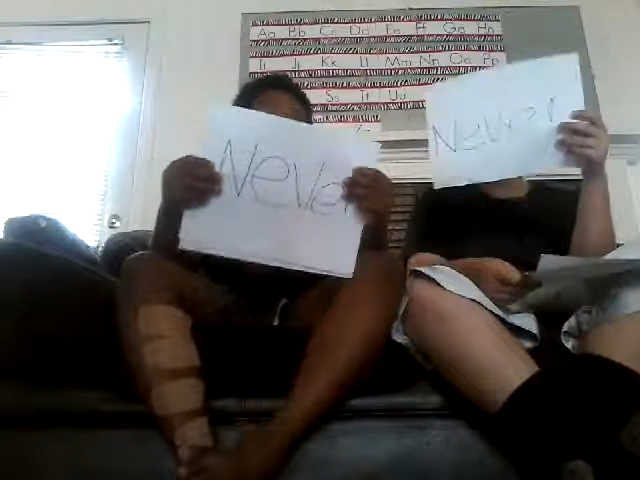 Aa Bb Cc Dd Ee Ff Gg Hh
Ii Jj Kk Ll Mm Nn Oo Pp
Ss Tt Uu
Never
Never